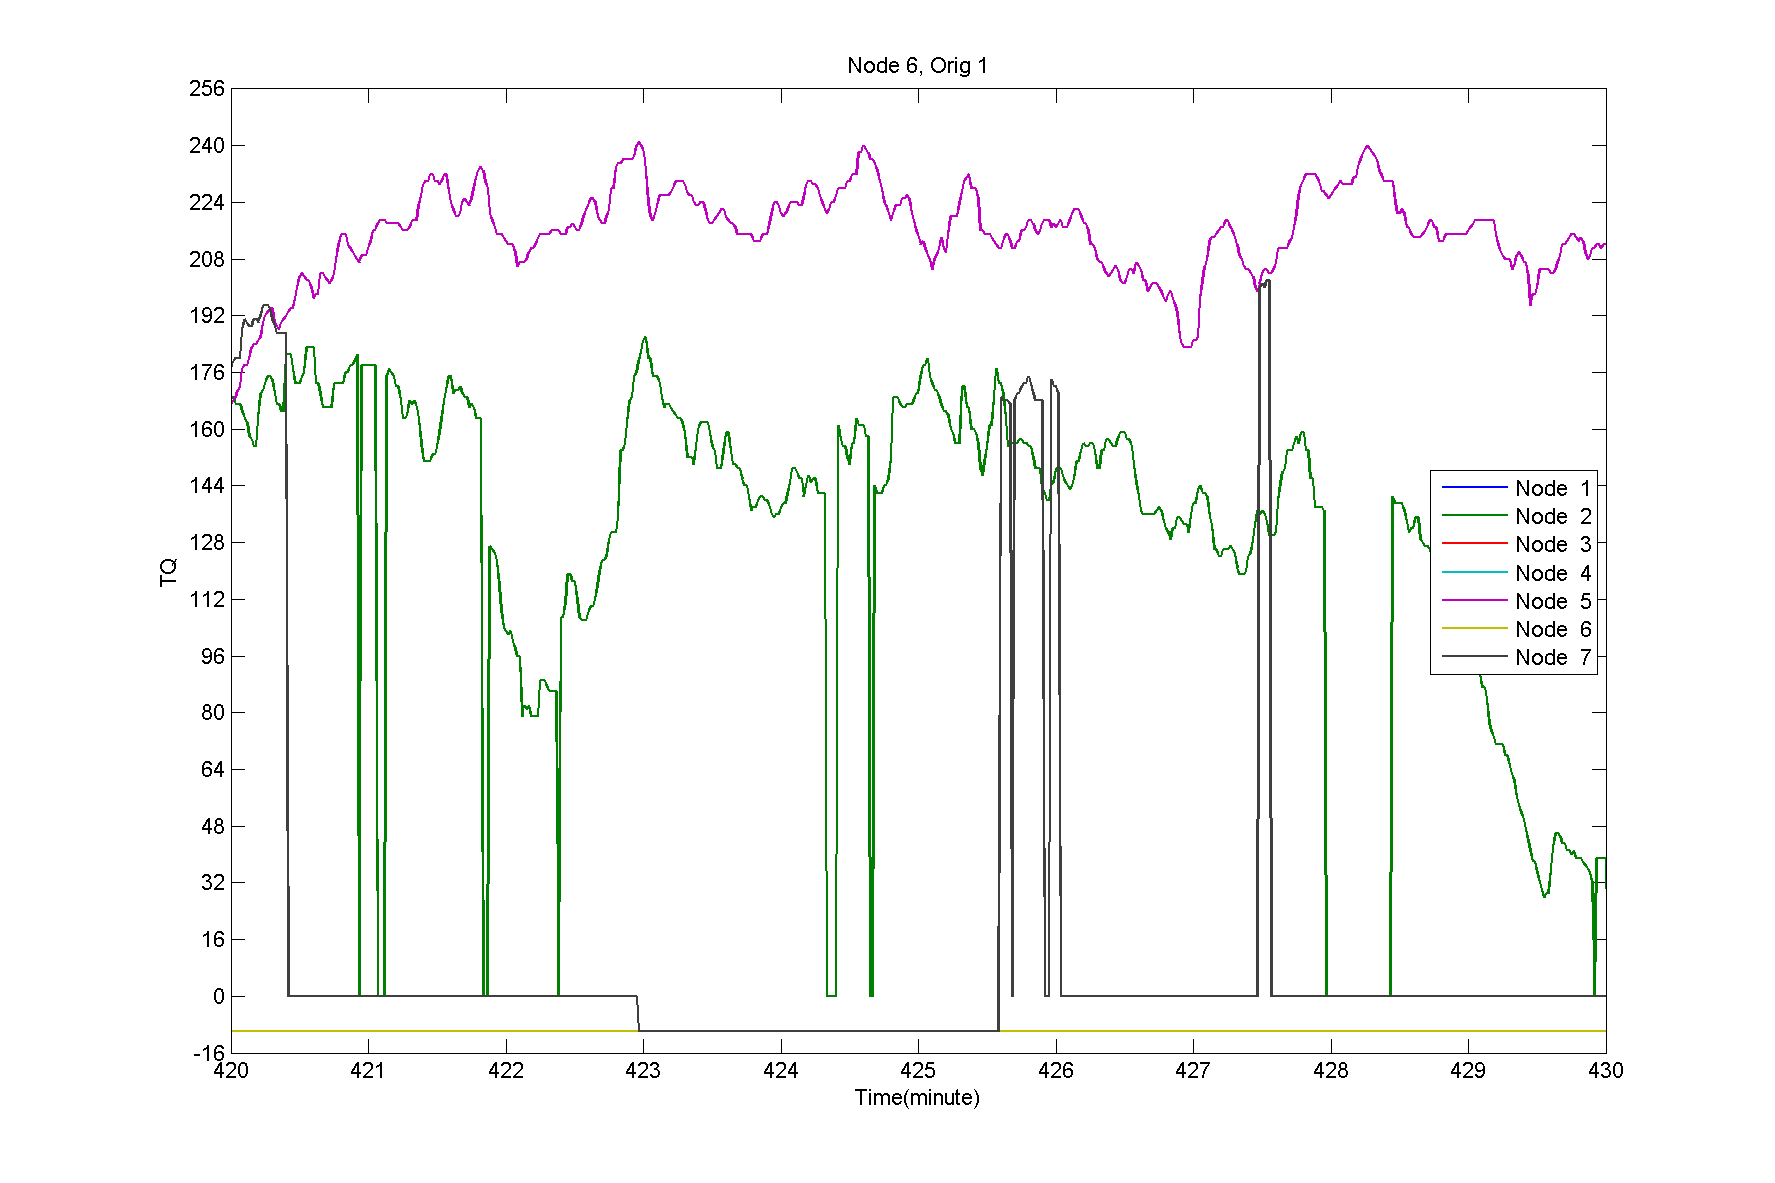 Node 6, Orig 1
256
240
224
208
192
176
160
144
128
112
96
80
64
48
32
16
0
-16
TQ
Node 1
Node 2
Node 3
Node 4
Node 5
Node 6
Node 7
420 421 422 423 424 425 426 427 428 429 430
Time(minute)